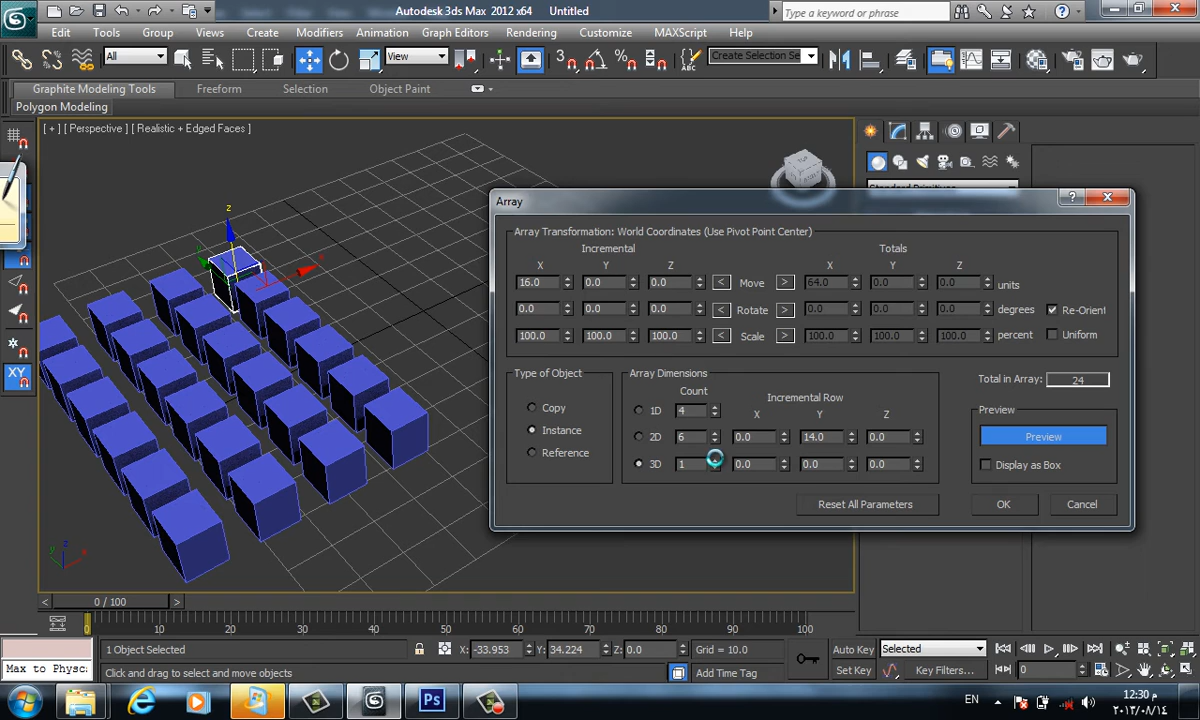 Autodesk 3ds Max 2012 x64 Untitled
Type a keyword or phrase
Edit Tools Group Views Create Modifiers Animation Graph Editors Rendering Customize MAXScript Help
All View Create Selection Se
Graphite Modeling Tools Freeform Selection Object Paint
Polygon Modeling
[ + ] [ Perspective ] [ Realistic + Edged Faces ]
Array
Array Transformation: World Coordinates (Use Pivot Point Center)
Incremental Totals
X Y Z X Y Z
16.0 0.0 0.0 < Move > 64.0 0.0 0.0 units
0.0 0.0 0.0 < Rotate > 0.0 0.0 0.0 degrees Re-Orient
100.0 100.0 100.0 < Scale > 100.0 100.0 100.0 percent Uniform
Type of Object
Copy
Instance
Reference
Array Dimensions
Count Incremental Row
X Y Z
1D 4
2D 6 0.0 14.0 0.0
3D 1 0.0 0.0 0.0
Total in Array: 24
Preview
Preview
Display as Box
Reset All Parameters OK Cancel
z
x
z
y x
< 0 / 100 >
0 10 20 30 40 50 60 70 80 90 100
1 Object Selected X: -33.953 Y: 34.224 Z: 0.0 Grid = 10.0 Auto Key Selected
Max to Physc Click and drag to select and move objects Add Time Tag Set Key Key Filters... 0
Ps EN
12:30 م
٢٠١٣/٠٨/١٤